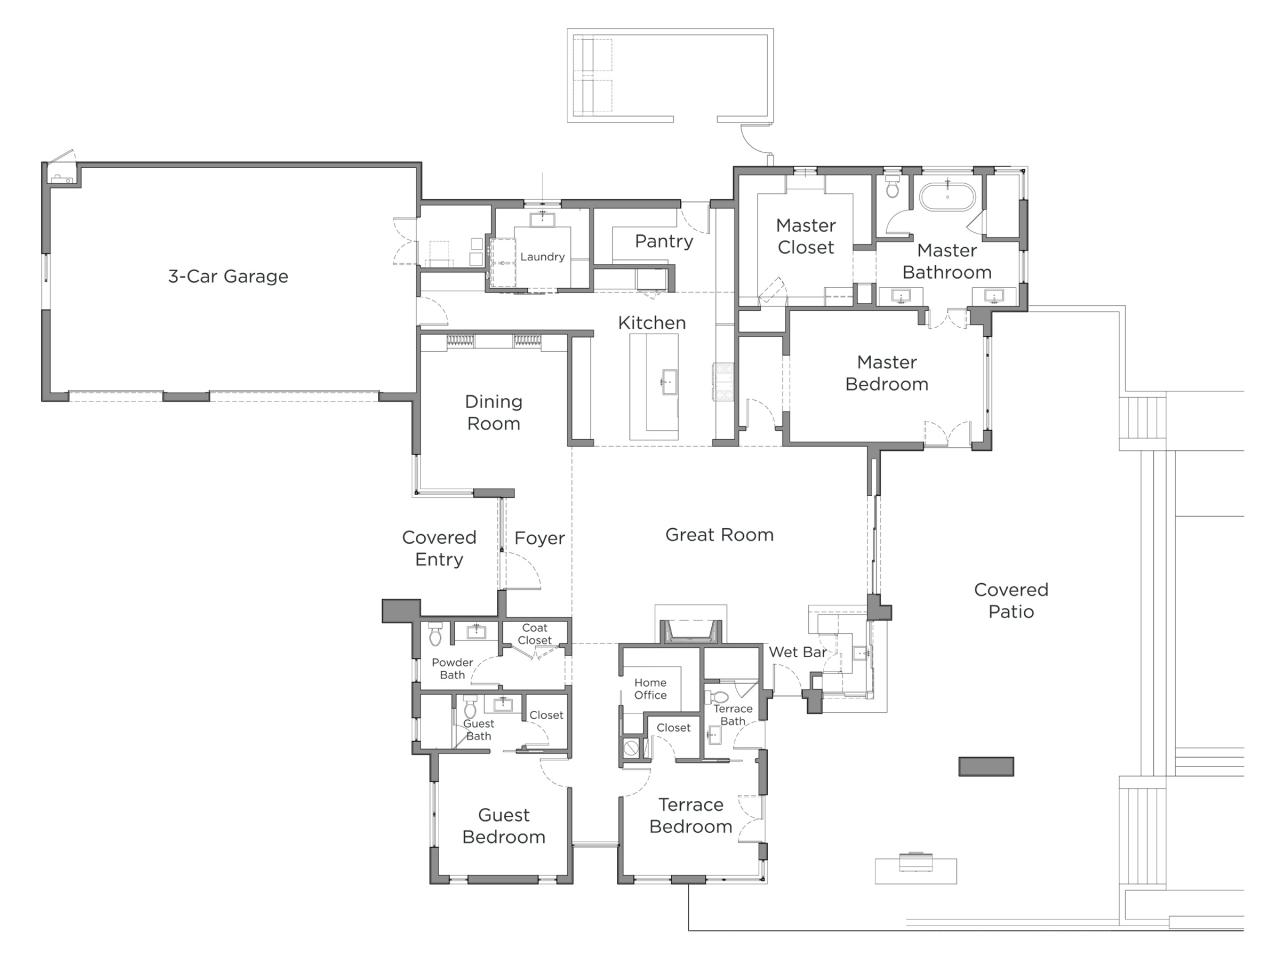 Master
Closet
Pantry
Laundry
Master
Bathroom
3-Car Garage
Kitchen
Master
Bedroom
Dining
Room
Covered
Entry
Foyer
Great Room
Covered
Patio
Coat
Closet
Powder
Bath
Wet Bar
Home
Office
Terrace
Bath
Guest
Bath
Closet
Closet
Guest
Bedroom
Terrace
Bedroom